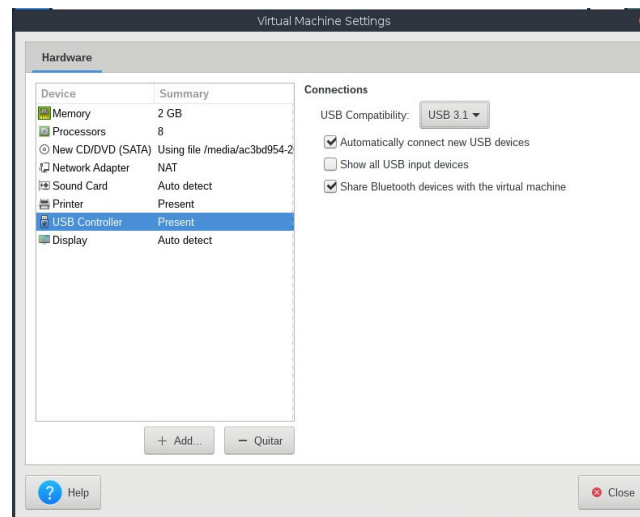 Virtual Machine Settings
Hardware
Device Summary
Memory 2 GB
Processors 8
New CD/DVD (SATA) Using file /media/ac3bd954-2
Network Adapter NAT
Sound Card Auto detect
Printer Present
USB Controller Present
Display Auto detect
+ Add... − Quitar
Connections
USB Compatibility: USB 3.1
Automatically connect new USB devices
Show all USB input devices
Share Bluetooth devices with the virtual machine
? Help
Close